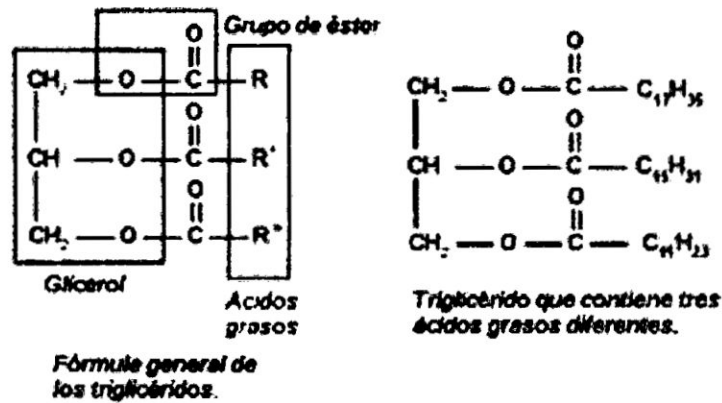 O
Grupo de éster
CH₂ — O — C — R
O
CH — O — C — R'
O
CH₂ — O — C — R"
Glicerol
Acidos
grasos
Fórmula general de
los triglicéridos.
O
CH₂ — O — C — C₁₇H₃₅
O
CH — O — C — C₁₅H₃₁
O
CH₂ — O — C — C₁₁H₂₃
Triglicérido que contiene tres
ácidos grasos diferentes.